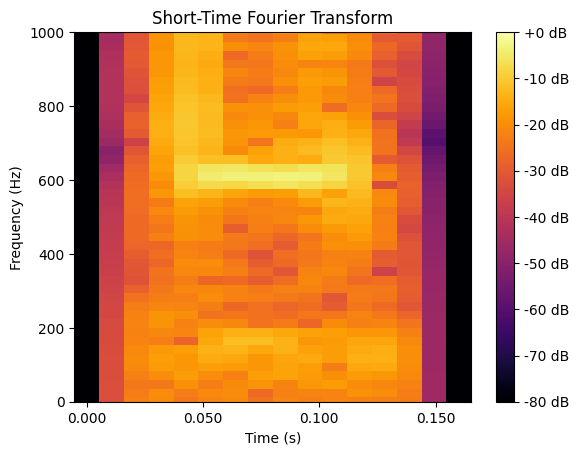 Short-Time Fourier Transform
Frequency (Hz)
1000
800
600
400
200
0
0.000
0.050
0.100
0.150
Time (s)
+0 dB
-10 dB
-20 dB
-30 dB
-40 dB
-50 dB
-60 dB
-70 dB
-80 dB